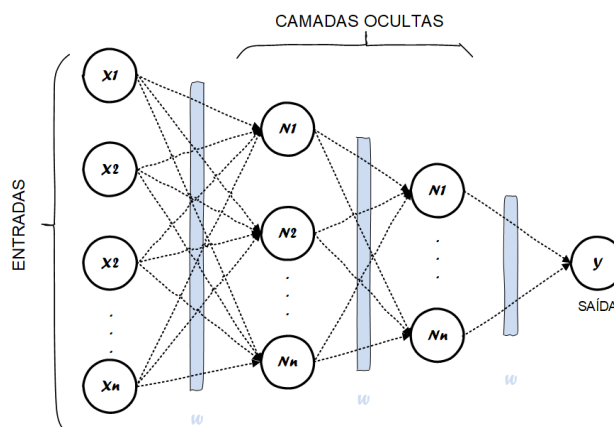 CAMADAS OCULTAS
ENTRADAS
X1
X2
X2
Xn
N1
N2
Nn
N1
Nn
Y
SAÍDA
w
w
w